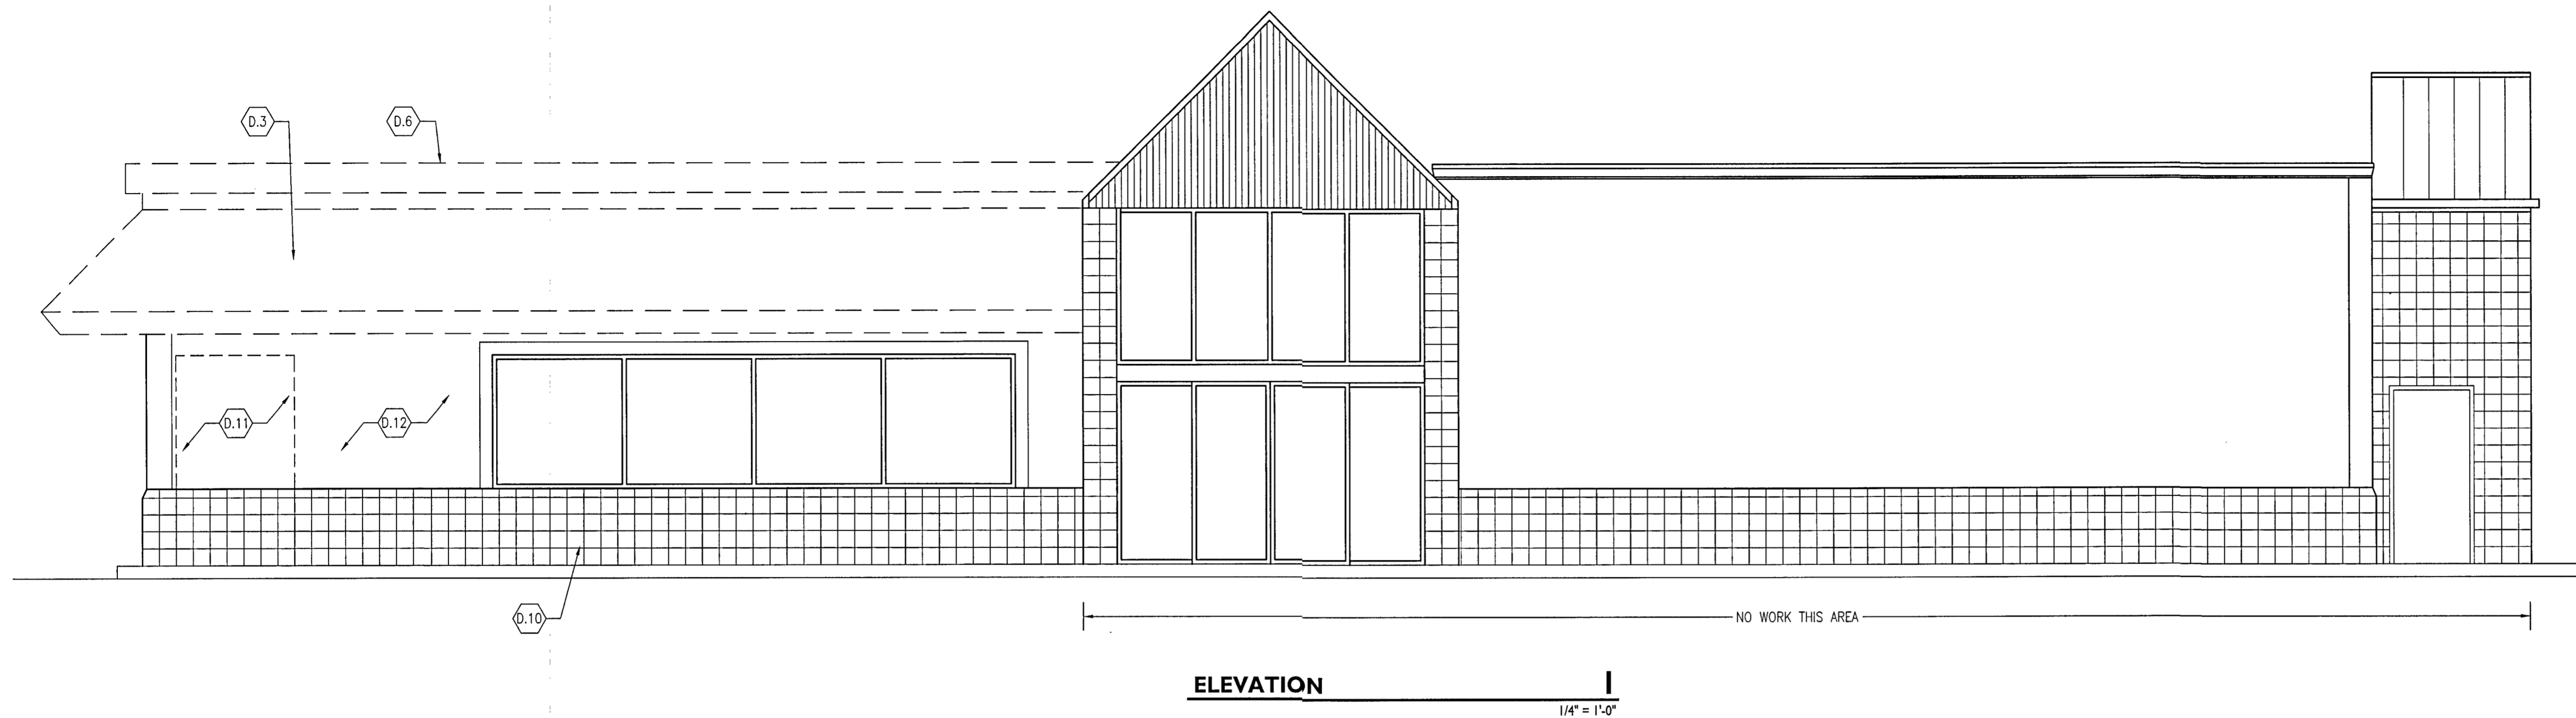 D.3
D.6
D.11
D.12
D.10
NO WORK THIS AREA
ELEVATION 1
1/4" = 1'-0"